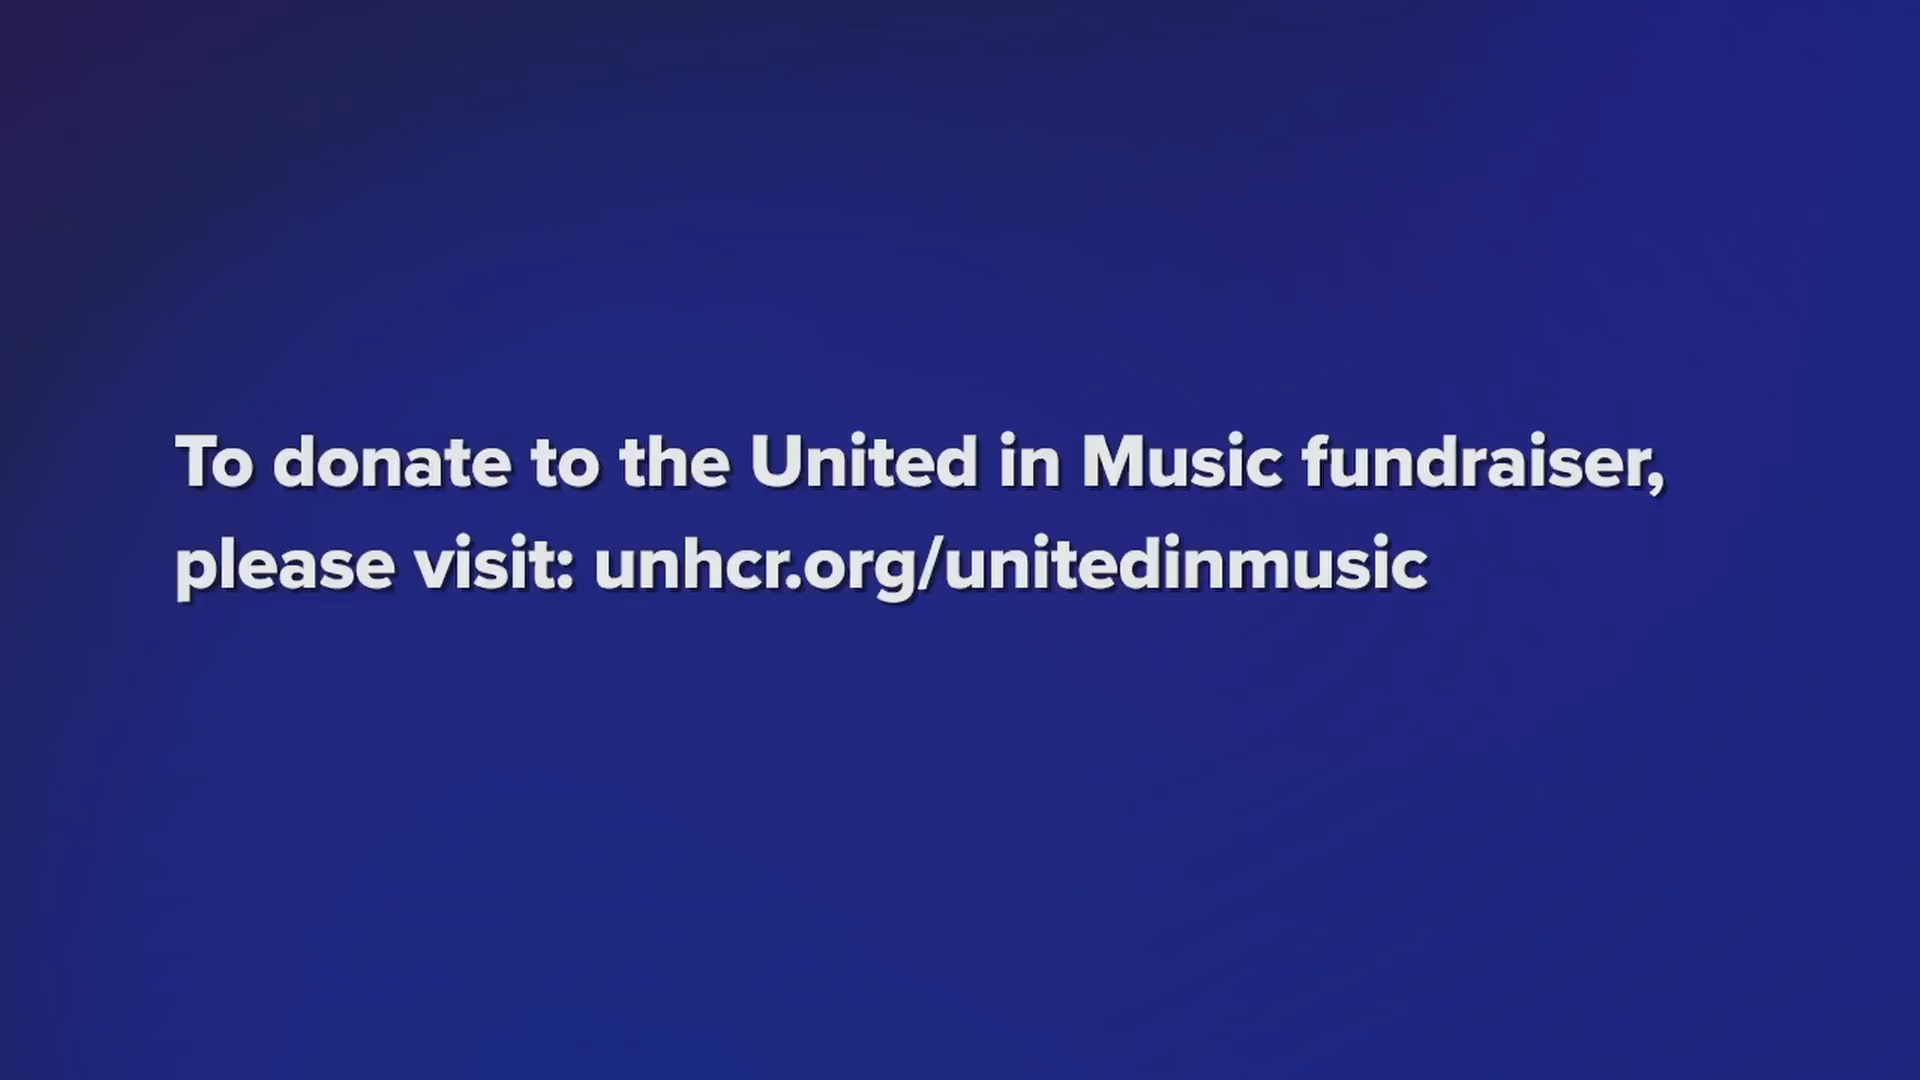 To donate to the United in Music fundraiser,
please visit: unhcr.org/unitedinmusic